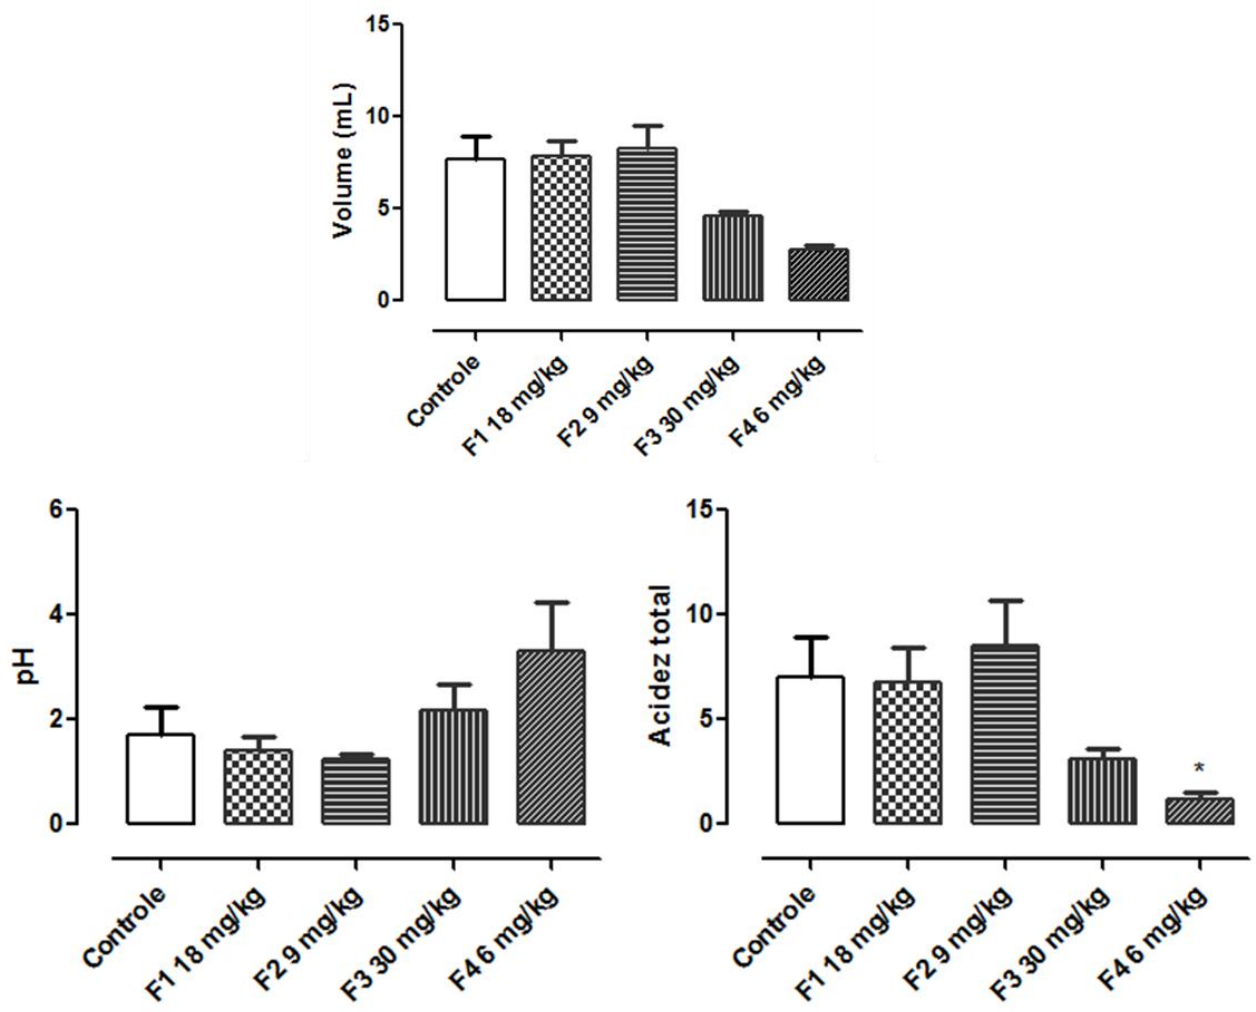 15
10
5
0
Volume (mL)
Controle
F1 18 mg/kg
F2 9 mg/kg
F3 30 mg/kg
F4 6 mg/kg
6
4
2
0
pH
Controle
F1 18 mg/kg
F2 9 mg/kg
F3 30 mg/kg
F4 6 mg/kg
15
10
5
0
Acidez total
*
Controle
F1 18 mg/kg
F2 9 mg/kg
F3 30 mg/kg
F4 6 mg/kg